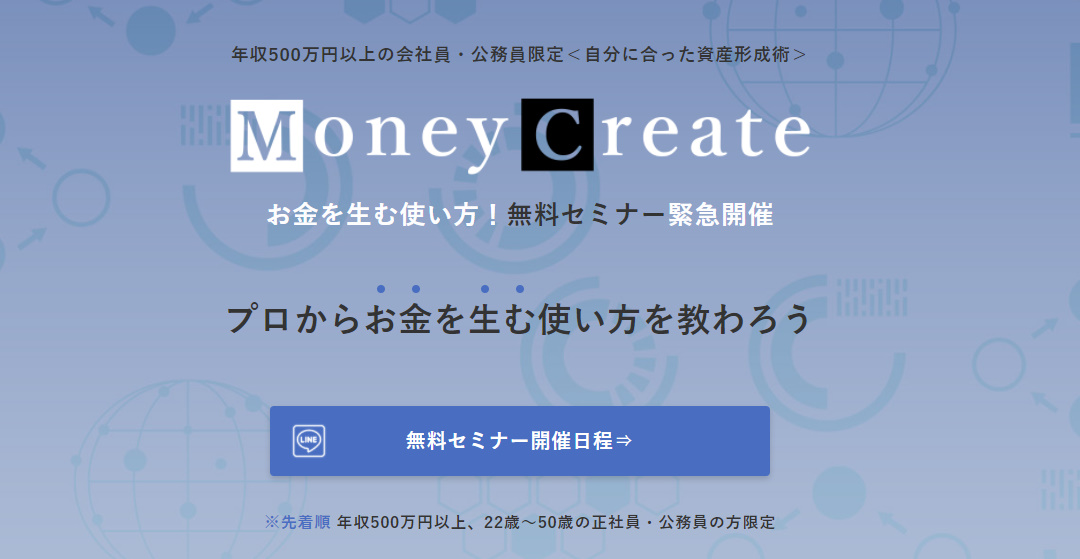 年収500万円以上の会社員・公務員限定＜自分に合った資産形成術＞
Money Create
お金を生む使い方！無料セミナー緊急開催
プロからお金を生む使い方を教わろう
LINE 無料セミナー開催日程⇒
※先着順 年収500万円以上、22歳～50歳の正社員・公務員の方限定